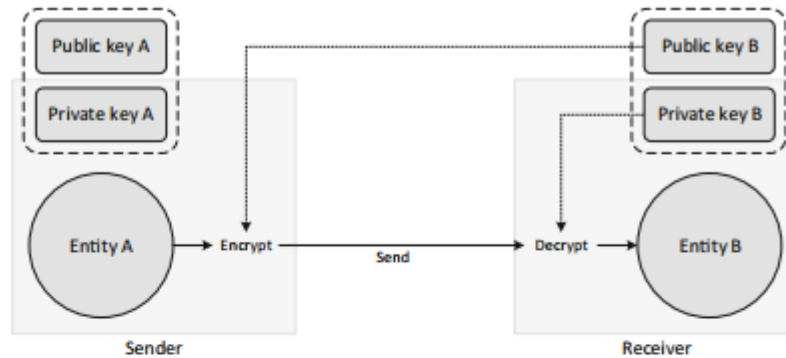 Public key A
Public key B
Private key A
Private key B
Entity A
Encrypt
Send
Decrypt
Entity B
Sender
Receiver